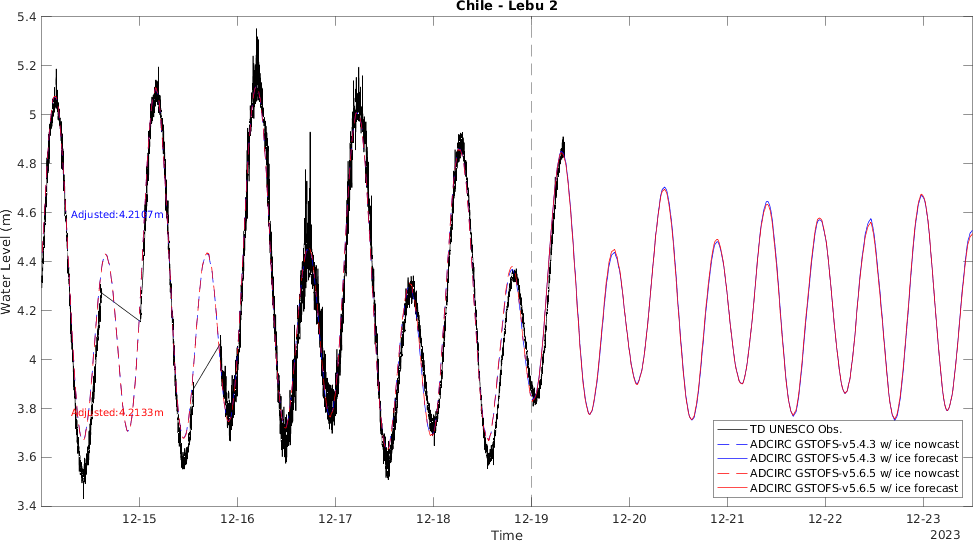 Chile - Lebu 2
5.4
5.2
5
4.8
4.6
4.4
4.2
4
3.8
3.6
3.4
Water Level (m)
Adjusted:4.2107m
Adjusted:4.2133m
TD UNESCO Obs.
ADCIRC GSTOFS-v5.4.3 w/ ice nowcast
ADCIRC GSTOFS-v5.4.3 w/ ice forecast
ADCIRC GSTOFS-v5.6.5 w/ ice nowcast
ADCIRC GSTOFS-v5.6.5 w/ ice forecast
12-15 12-16 12-17 12-18 12-19 12-20 12-21 12-22 12-23
Time
2023